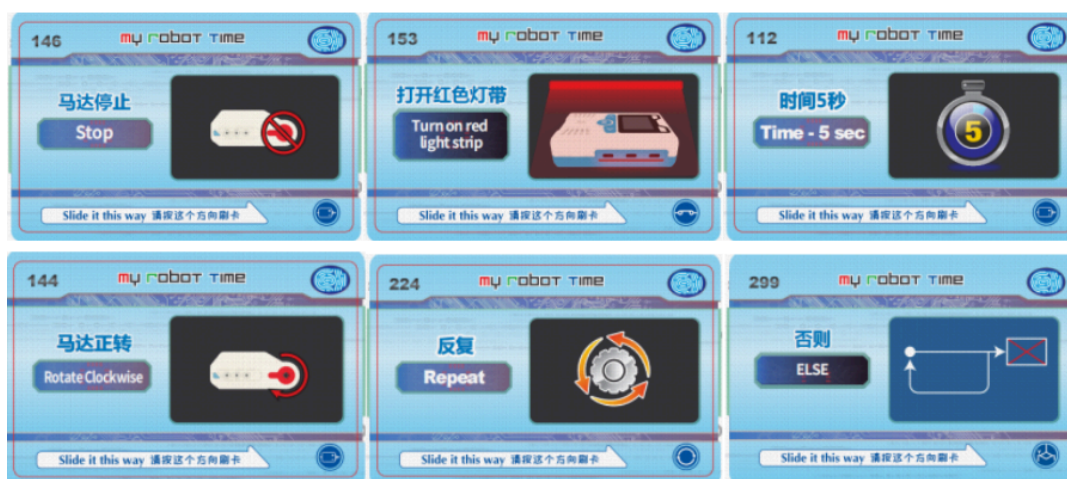 146
my robot time
马达停止
Stop
Slide it this way 请按这个方向刷卡
153
my robot time
打开红色灯带
Turn on red
light strip
Slide it this way 请按这个方向刷卡
112
my robot time
时间5秒
Time - 5 sec
5
Slide it this way 请按这个方向刷卡
144
my robot time
马达正转
Rotate Clockwise
Slide it this way 请按这个方向刷卡
224
my robot time
反复
Repeat
Slide it this way 请按这个方向刷卡
299
my robot time
否则
ELSE
Slide it this way 请按这个方向刷卡